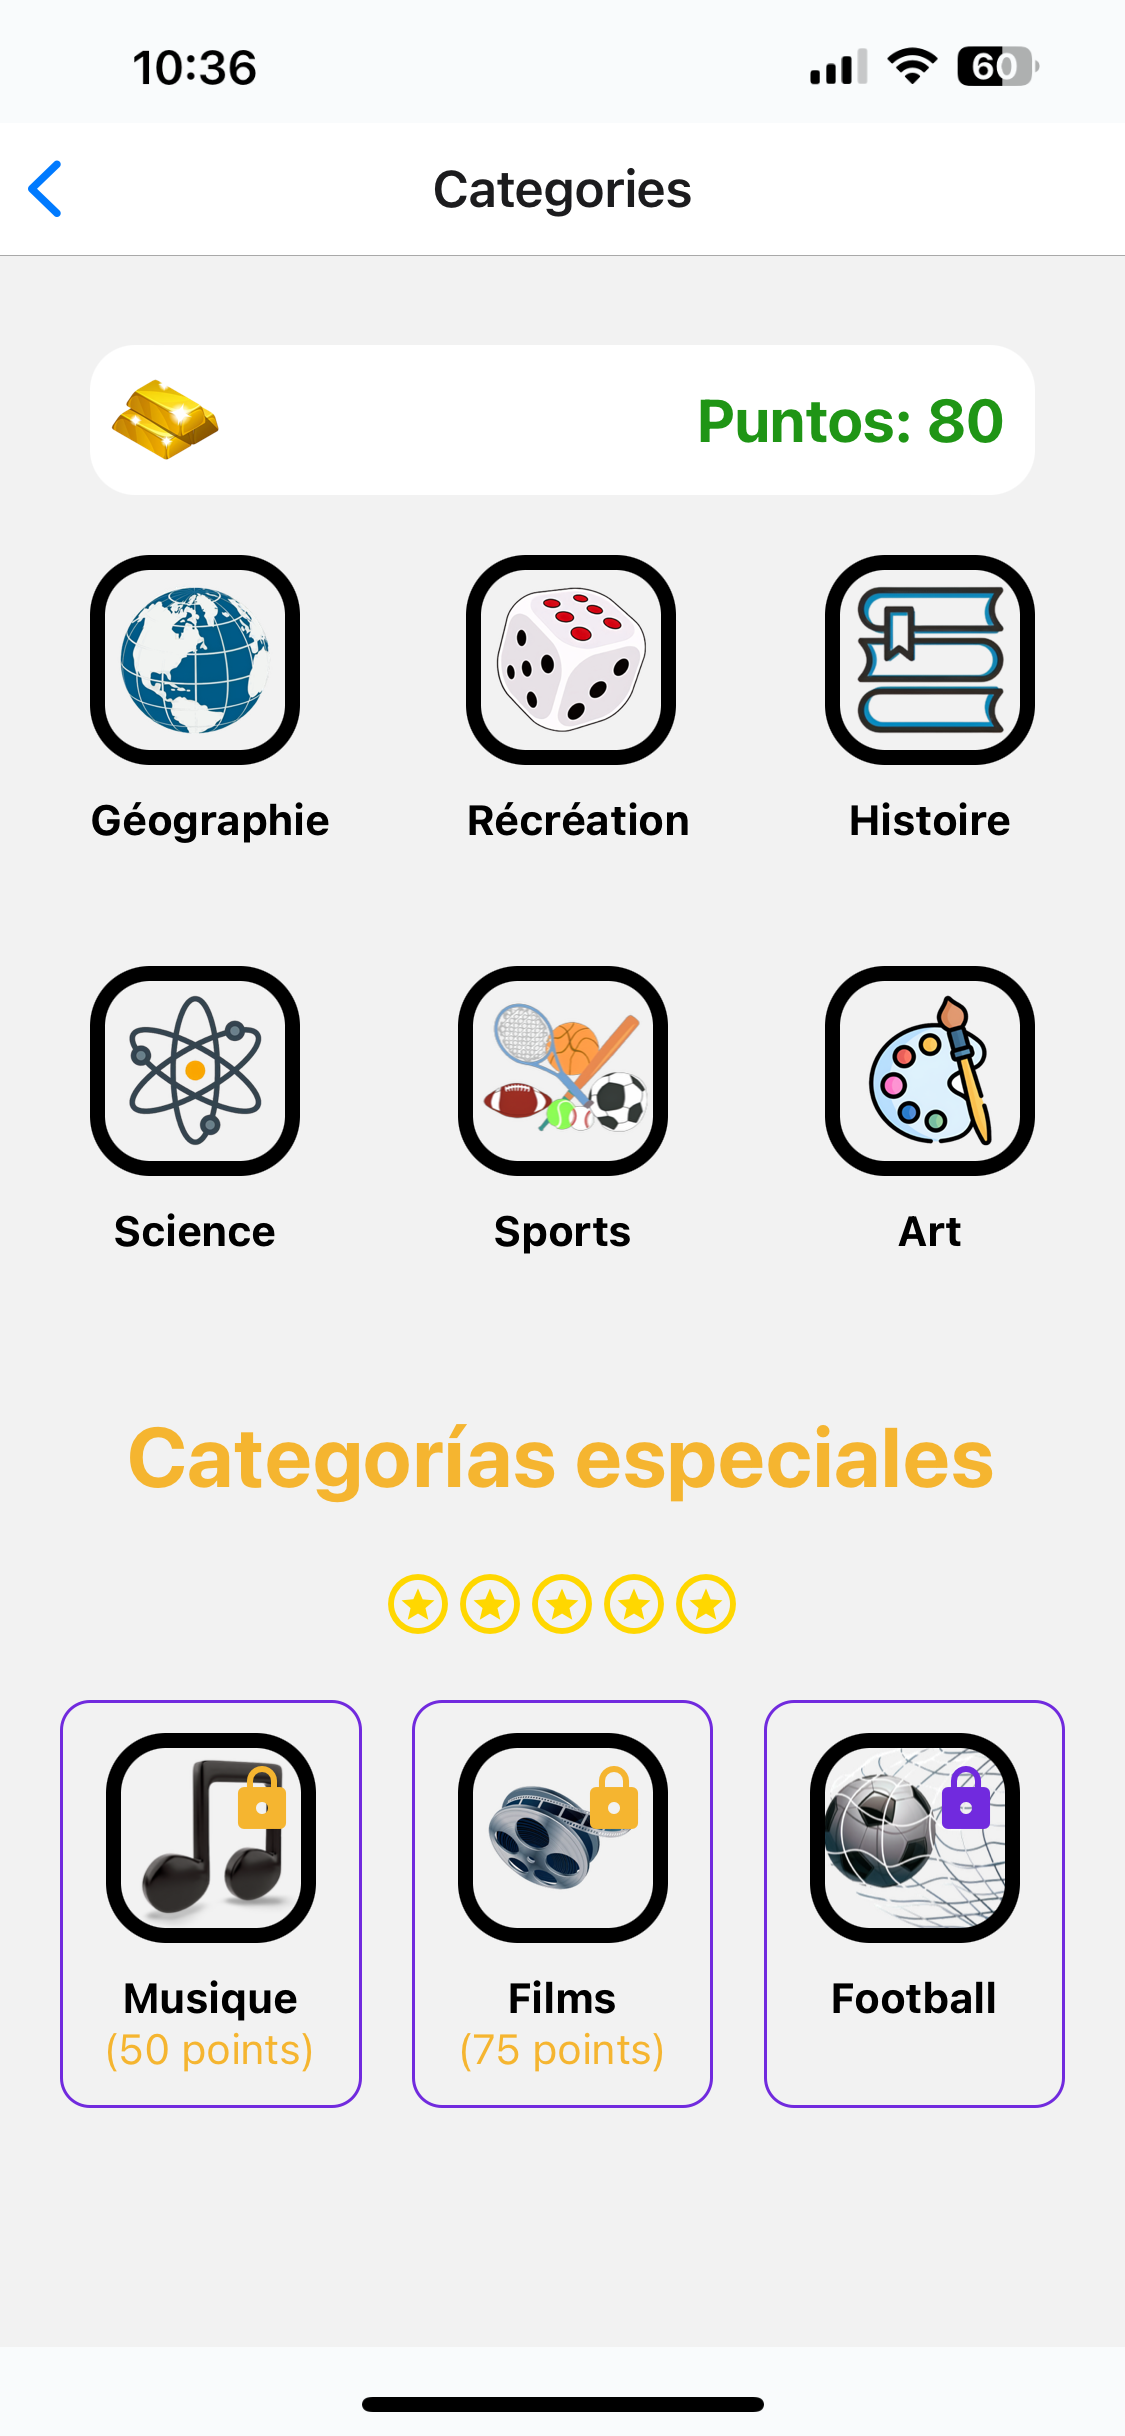 10:36
60
Categories
Puntos: 80
Géographie
Récréation
Histoire
Science
Sports
Art
Categorías especiales
Musique
(50 points)
Films
(75 points)
Football